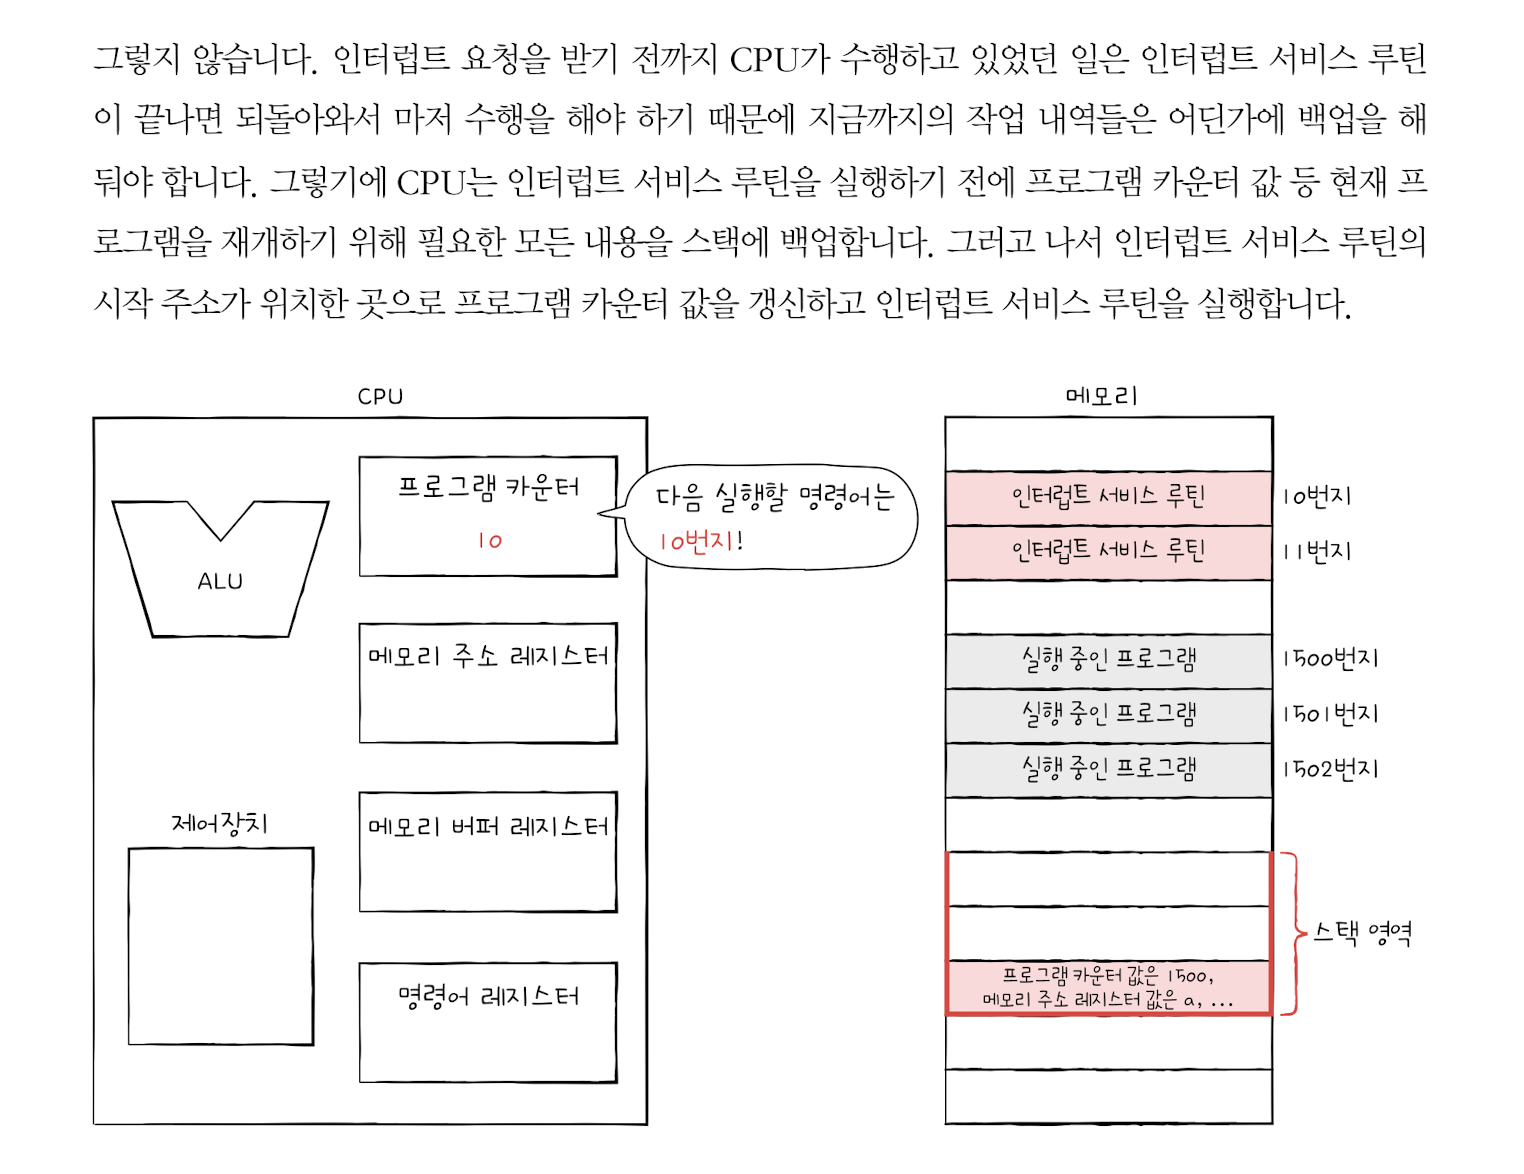 그렇지 않습니다. 인터럽트 요청을 받기 전까지 CPU가 수행하고 있었던 일은 인터럽트 서비스 루틴
이 끝나면 되돌아와서 마저 수행을 해야 하기 때문에 지금까지의 작업 내역들은 어딘가에 백업을 해
둬야 합니다. 그렇기에 CPU는 인터럽트 서비스 루틴을 실행하기 전에 프로그램 카운터 값 등 현재 프
로그램을 재개하기 위해 필요한 모든 내용을 스택에 백업합니다. 그러고 나서 인터럽트 서비스 루틴의
시작 주소가 위치한 곳으로 프로그램 카운터 값을 갱신하고 인터럽트 서비스 루틴을 실행합니다.
CPU
프로그램 카운터
10
다음 실행할 명령어는
10번지!
ALU
메모리 주소 레지스터
제어장치
메모리 버퍼 레지스터
명령어 레지스터
메모리
인터럽트 서비스 루틴 10번지
인터럽트 서비스 루틴 11번지
실행 중인 프로그램 1500번지
실행 중인 프로그램 1501번지
실행 중인 프로그램 1502번지
스택 영역
프로그램 카운터 값은 1500,
메모리 주소 레지스터 값은 a, ...